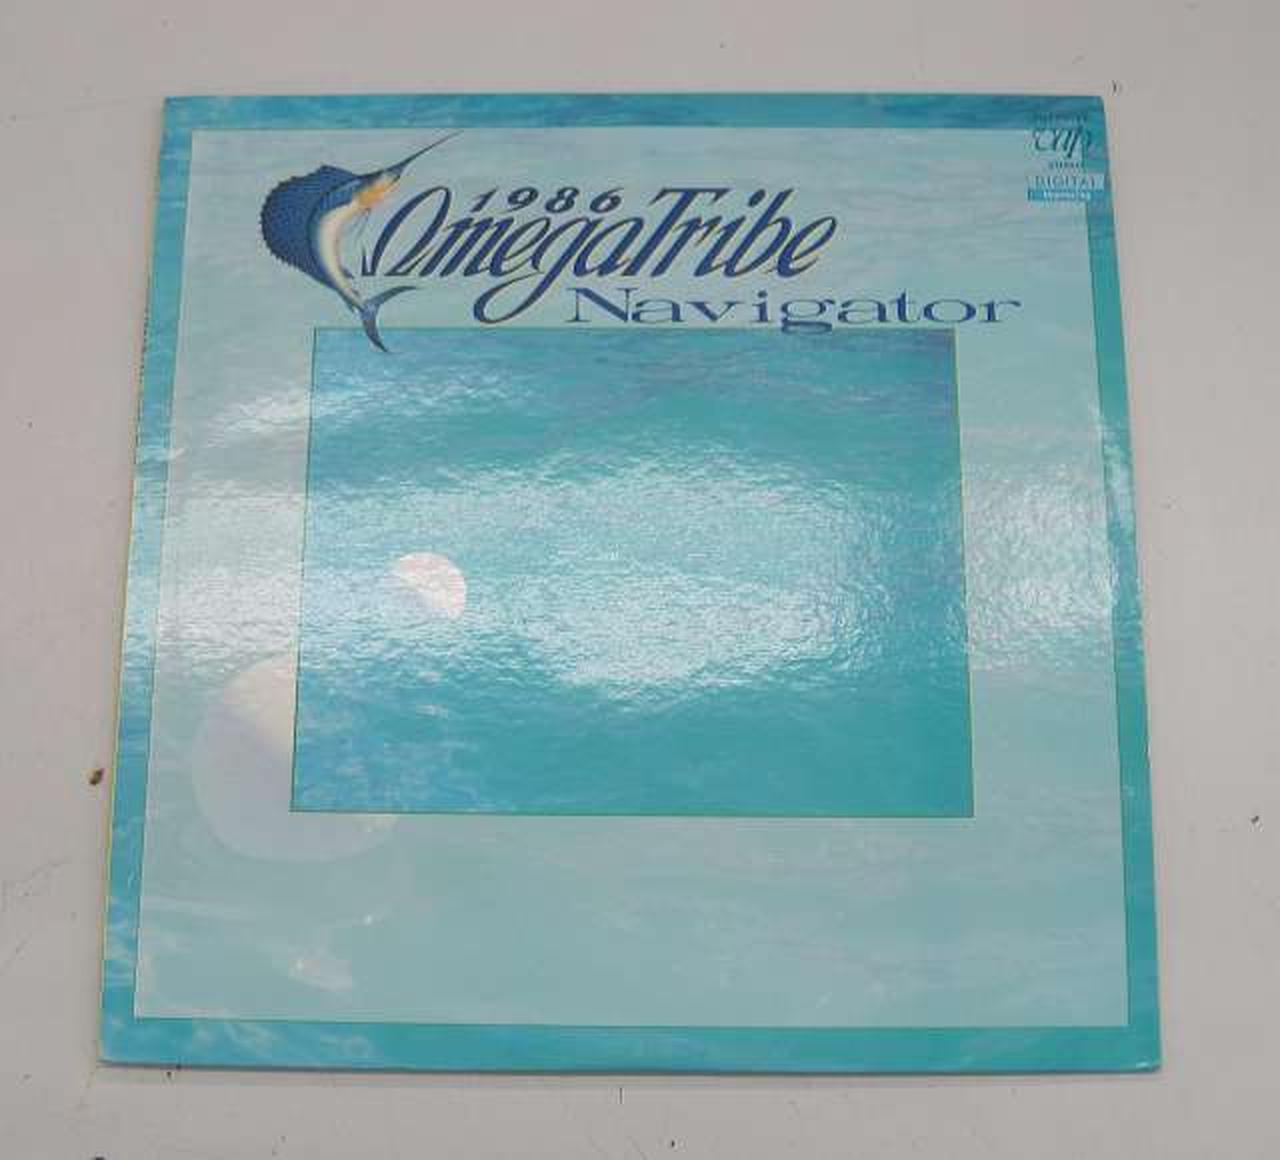 1986
OmegaTribe
Navigator
vap
DIGITAL